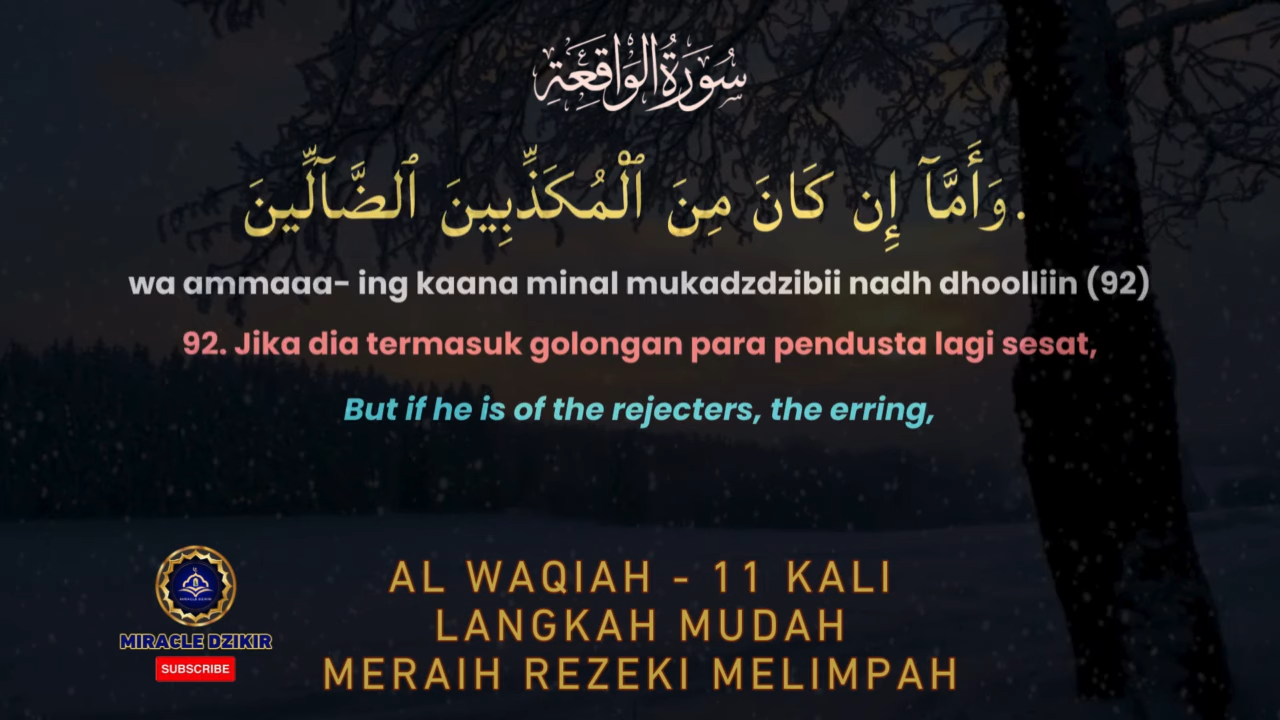 سُورَةُ الْوَاقِعَةِ
وَأَمَّآ إِن كَانَ مِنَ ٱلْمُكَذِّبِينَ ٱلضَّآلِّينَ.
wa ammaaa- ing kaana minal mukadzdzibii nadh dhoolliin (92)
92. Jika dia termasuk golongan para pendusta lagi sesat,
But if he is of the rejecters, the erring,
AL WAQIAH - 11 KALI
LANGKAH MUDAH
MERAIH REZEKI MELIMPAH
MIRACLE DZIKIR
SUBSCRIBE